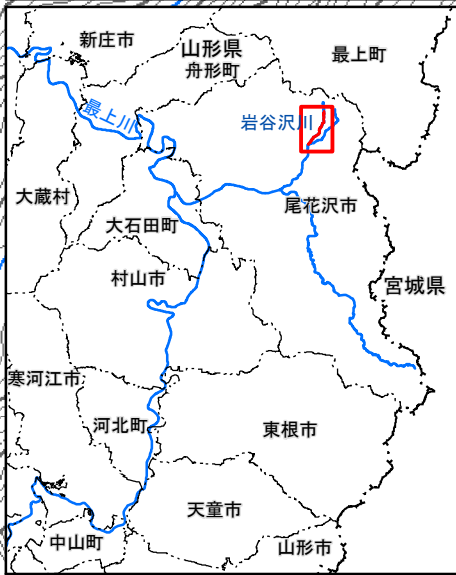 新庄市
山形県
舟形町
最上町
最上川
岩谷沢川
大蔵村
尾花沢市
大石田町
村山市
宮城県
寒河江市
河北町
東根市
天童市
中山町
山形市